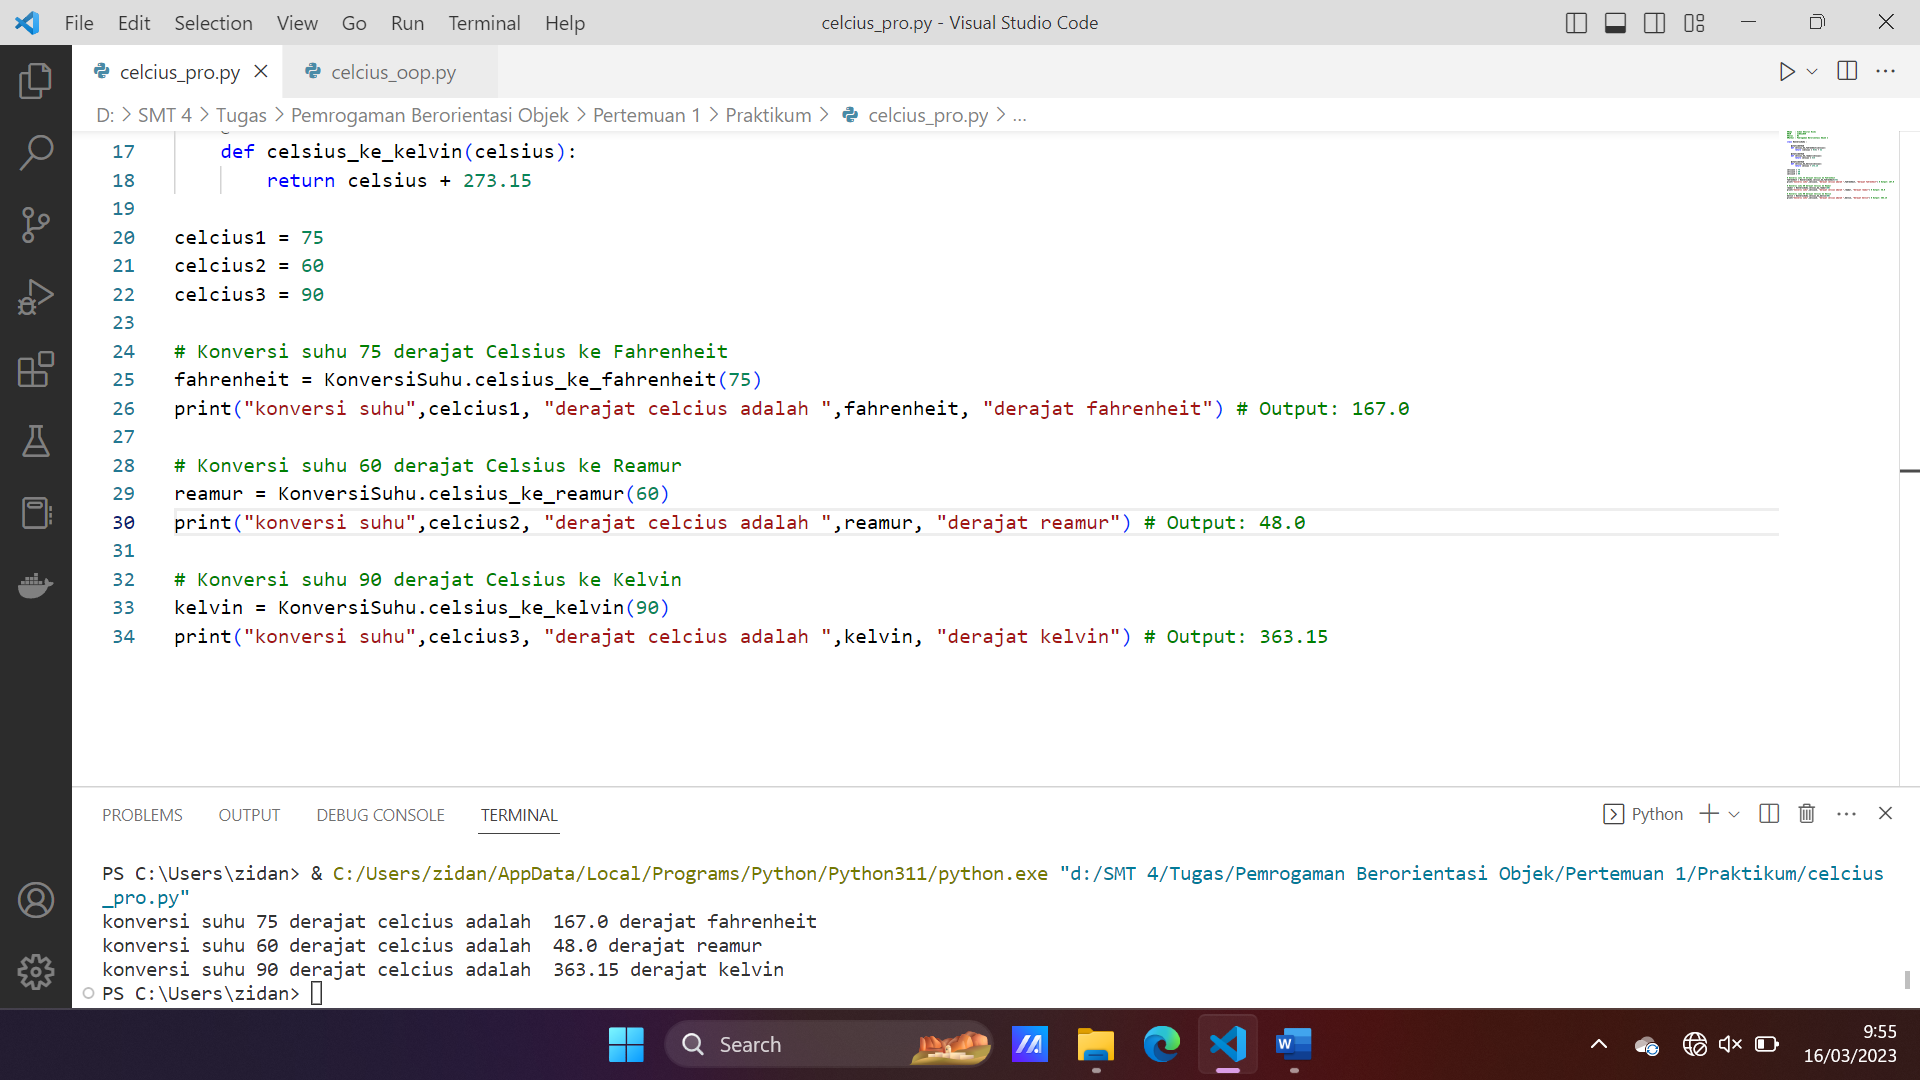 File Edit Selection View Go Run Terminal Help celcius_pro.py - Visual Studio Code
celcius_pro.py celcius_oop.py
D: > SMT 4 > Tugas > Pemrogaman Berorientasi Objek > Pertemuan 1 > Praktikum > celcius_pro.py > ...
17 def celsius_ke_kelvin(celsius):
18 return celsius + 273.15
19
20 celcius1 = 75
21 celcius2 = 60
22 celcius3 = 90
23
24 # Konversi suhu 75 derajat Celsius ke Fahrenheit
25 fahrenheit = KonversiSuhu.celsius_ke_fahrenheit(75)
26 print("konversi suhu",celcius1, "derajat celcius adalah ",fahrenheit, "derajat fahrenheit") # Output: 167.0
27
28 # Konversi suhu 60 derajat Celsius ke Reamur
29 reamur = KonversiSuhu.celsius_ke_reamur(60)
30 print("konversi suhu",celcius2, "derajat celcius adalah ",reamur, "derajat reamur") # Output: 48.0
31
32 # Konversi suhu 90 derajat Celsius ke Kelvin
33 kelvin = KonversiSuhu.celsius_ke_kelvin(90)
34 print("konversi suhu",celcius3, "derajat celcius adalah ",kelvin, "derajat kelvin") # Output: 363.15
PROBLEMS OUTPUT DEBUG CONSOLE TERMINAL Python
PS C:\Users\zidan> & C:/Users/zidan/AppData/Local/Programs/Python/Python311/python.exe "d:/SMT 4/Tugas/Pemrogaman Berorientasi Objek/Pertemuan 1/Praktikum/celcius
_pro.py"
konversi suhu 75 derajat celcius adalah  167.0 derajat fahrenheit
konversi suhu 60 derajat celcius adalah  48.0 derajat reamur
konversi suhu 90 derajat celcius adalah  363.15 derajat kelvin
PS C:\Users\zidan>
Search
9:55
16/03/2023